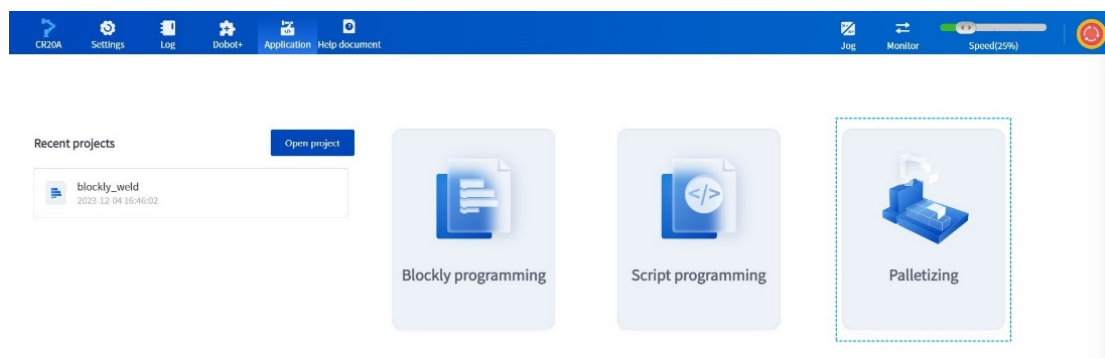 CR20A Settings Log Dobot+ Application Help document Jog Monitor Speed(25%)
Recent projects
Open project
blockly_weld
2023-12-04 16:46:02
Blockly programming
Script programming
Palletizing